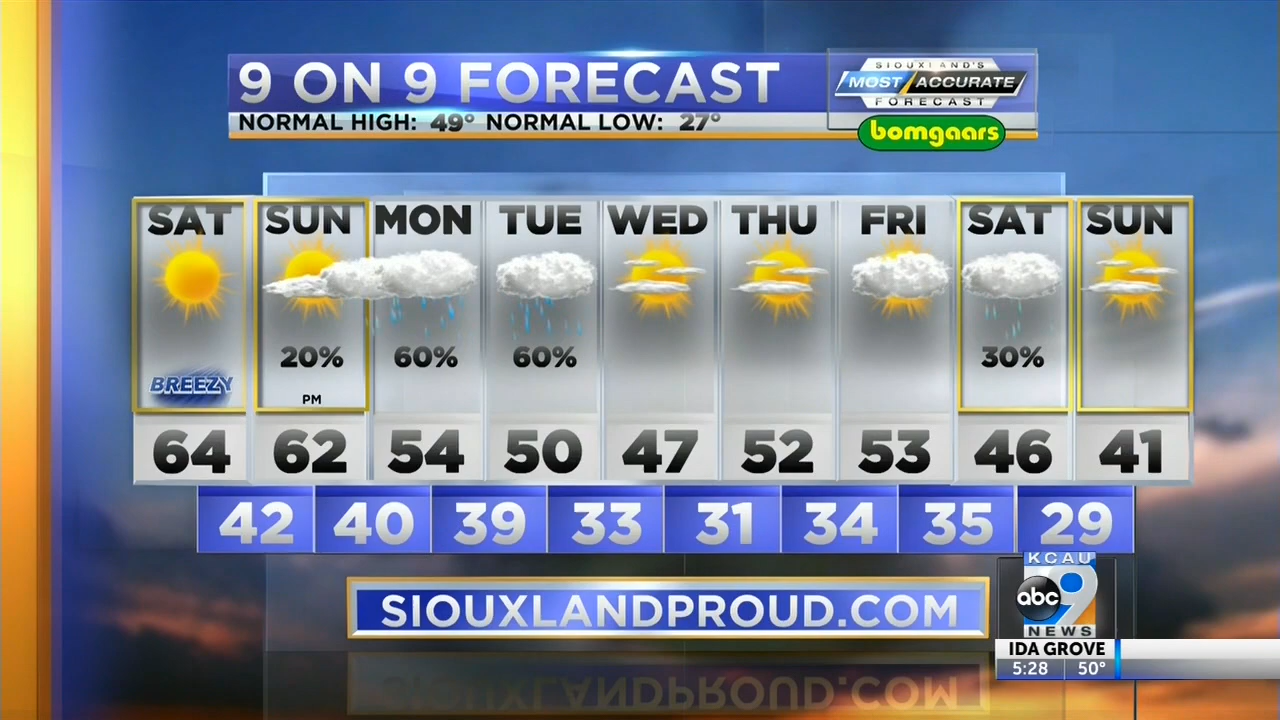 9 ON 9 FORECAST
NORMAL HIGH: 49° NORMAL LOW: 27°
SIOUXLAND'S
MOST ACCURATE
FORECAST
bomgaars
SAT SUN MON TUE WED THU FRI SAT SUN
20% 60% 60% 30%
BREEZY
PM
64 62 54 50 47 52 53 46 41
42 40 39 33 31 34 35 29
SIOUXLANDPROUD.COM
KCAU
abc 9
NEWS
IDA GROVE
5:28 50°
SIOUXLANDPROUD.COM